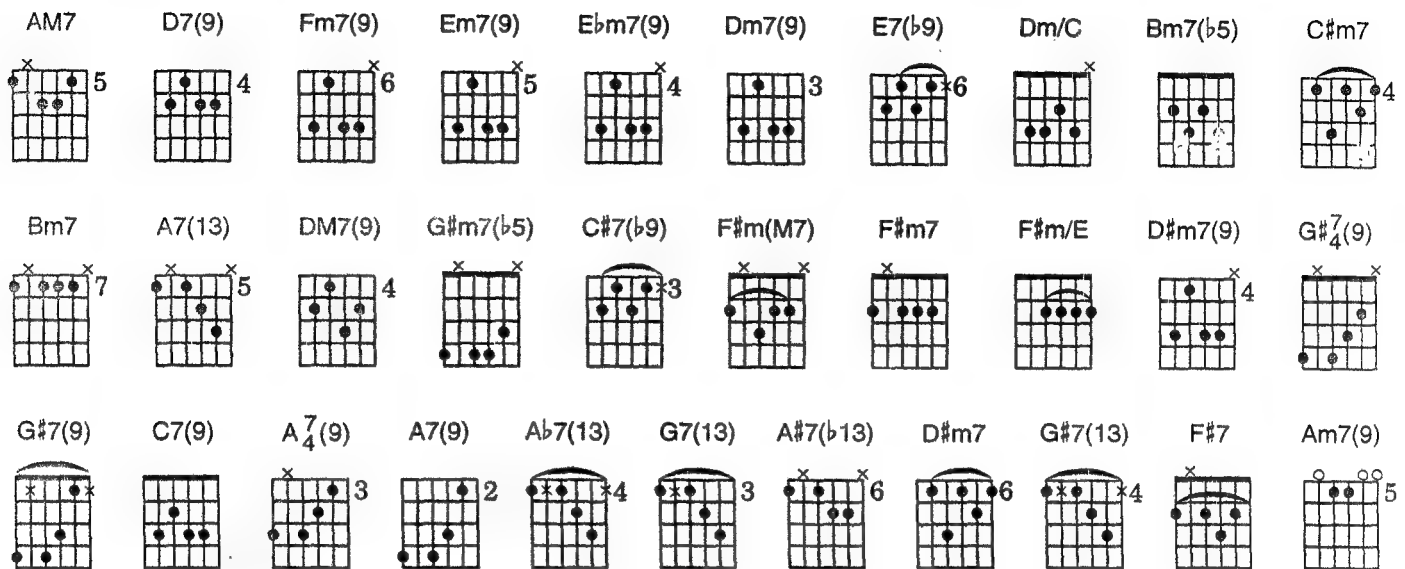 AM7 D7(9) Fm7(9) Em7(9) E♭m7(9) Dm7(9) E7(♭9) Dm/C Bm7(♭5) C#m7
× × × × × ×
5 4 6 5 4 3 ×6 4
Bm7 A7(13) DM7(9) G#m7(♭5) C#7(♭9) F#m(M7) F#m7 F#m/E D#m7(9) G#7/4(9)
× × × × × × × × × × × ×
7 5 4 ×3 4
G#7(9) C7(9) A7/4(9) A7(9) A♭7(13) G7(13) A#7(♭13) D#m7 G#7(13) F#7 Am7(9)
× × × × ○ ○ ○
× × 3 2 × ×4 × 3 6 6 × ×4 5